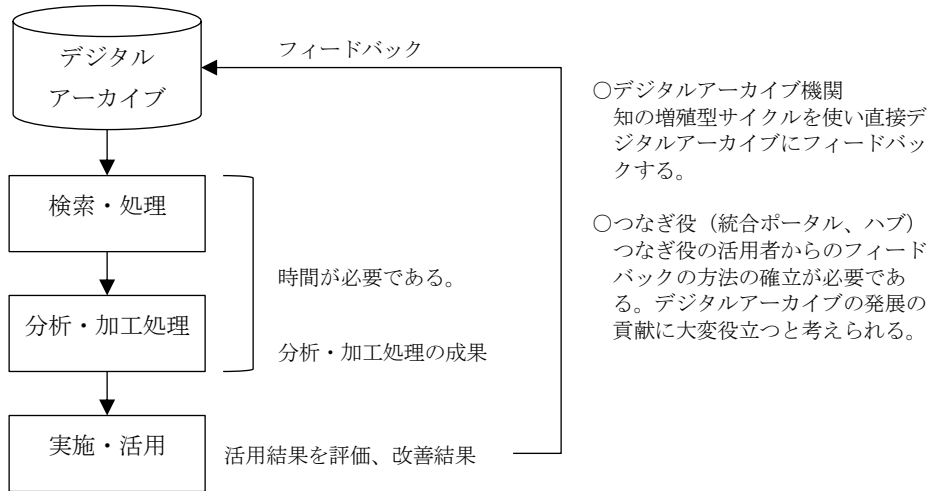 デジタル
アーカイブ
フィードバック
検索・処理
分析・加工処理
実施・活用
時間が必要である。
分析・加工処理の成果
活用結果を評価、改善結果
○デジタルアーカイブ機関
知の増殖型サイクルを使い直接デ
ジタルアーカイブにフィードバッ
クする。
○つなぎ役（統合ポータル、ハブ）
つなぎ役の活用者からのフィード
バックの方法の確立が必要であ
る。デジタルアーカイブの発展の
貢献に大変役立つと考えられる。